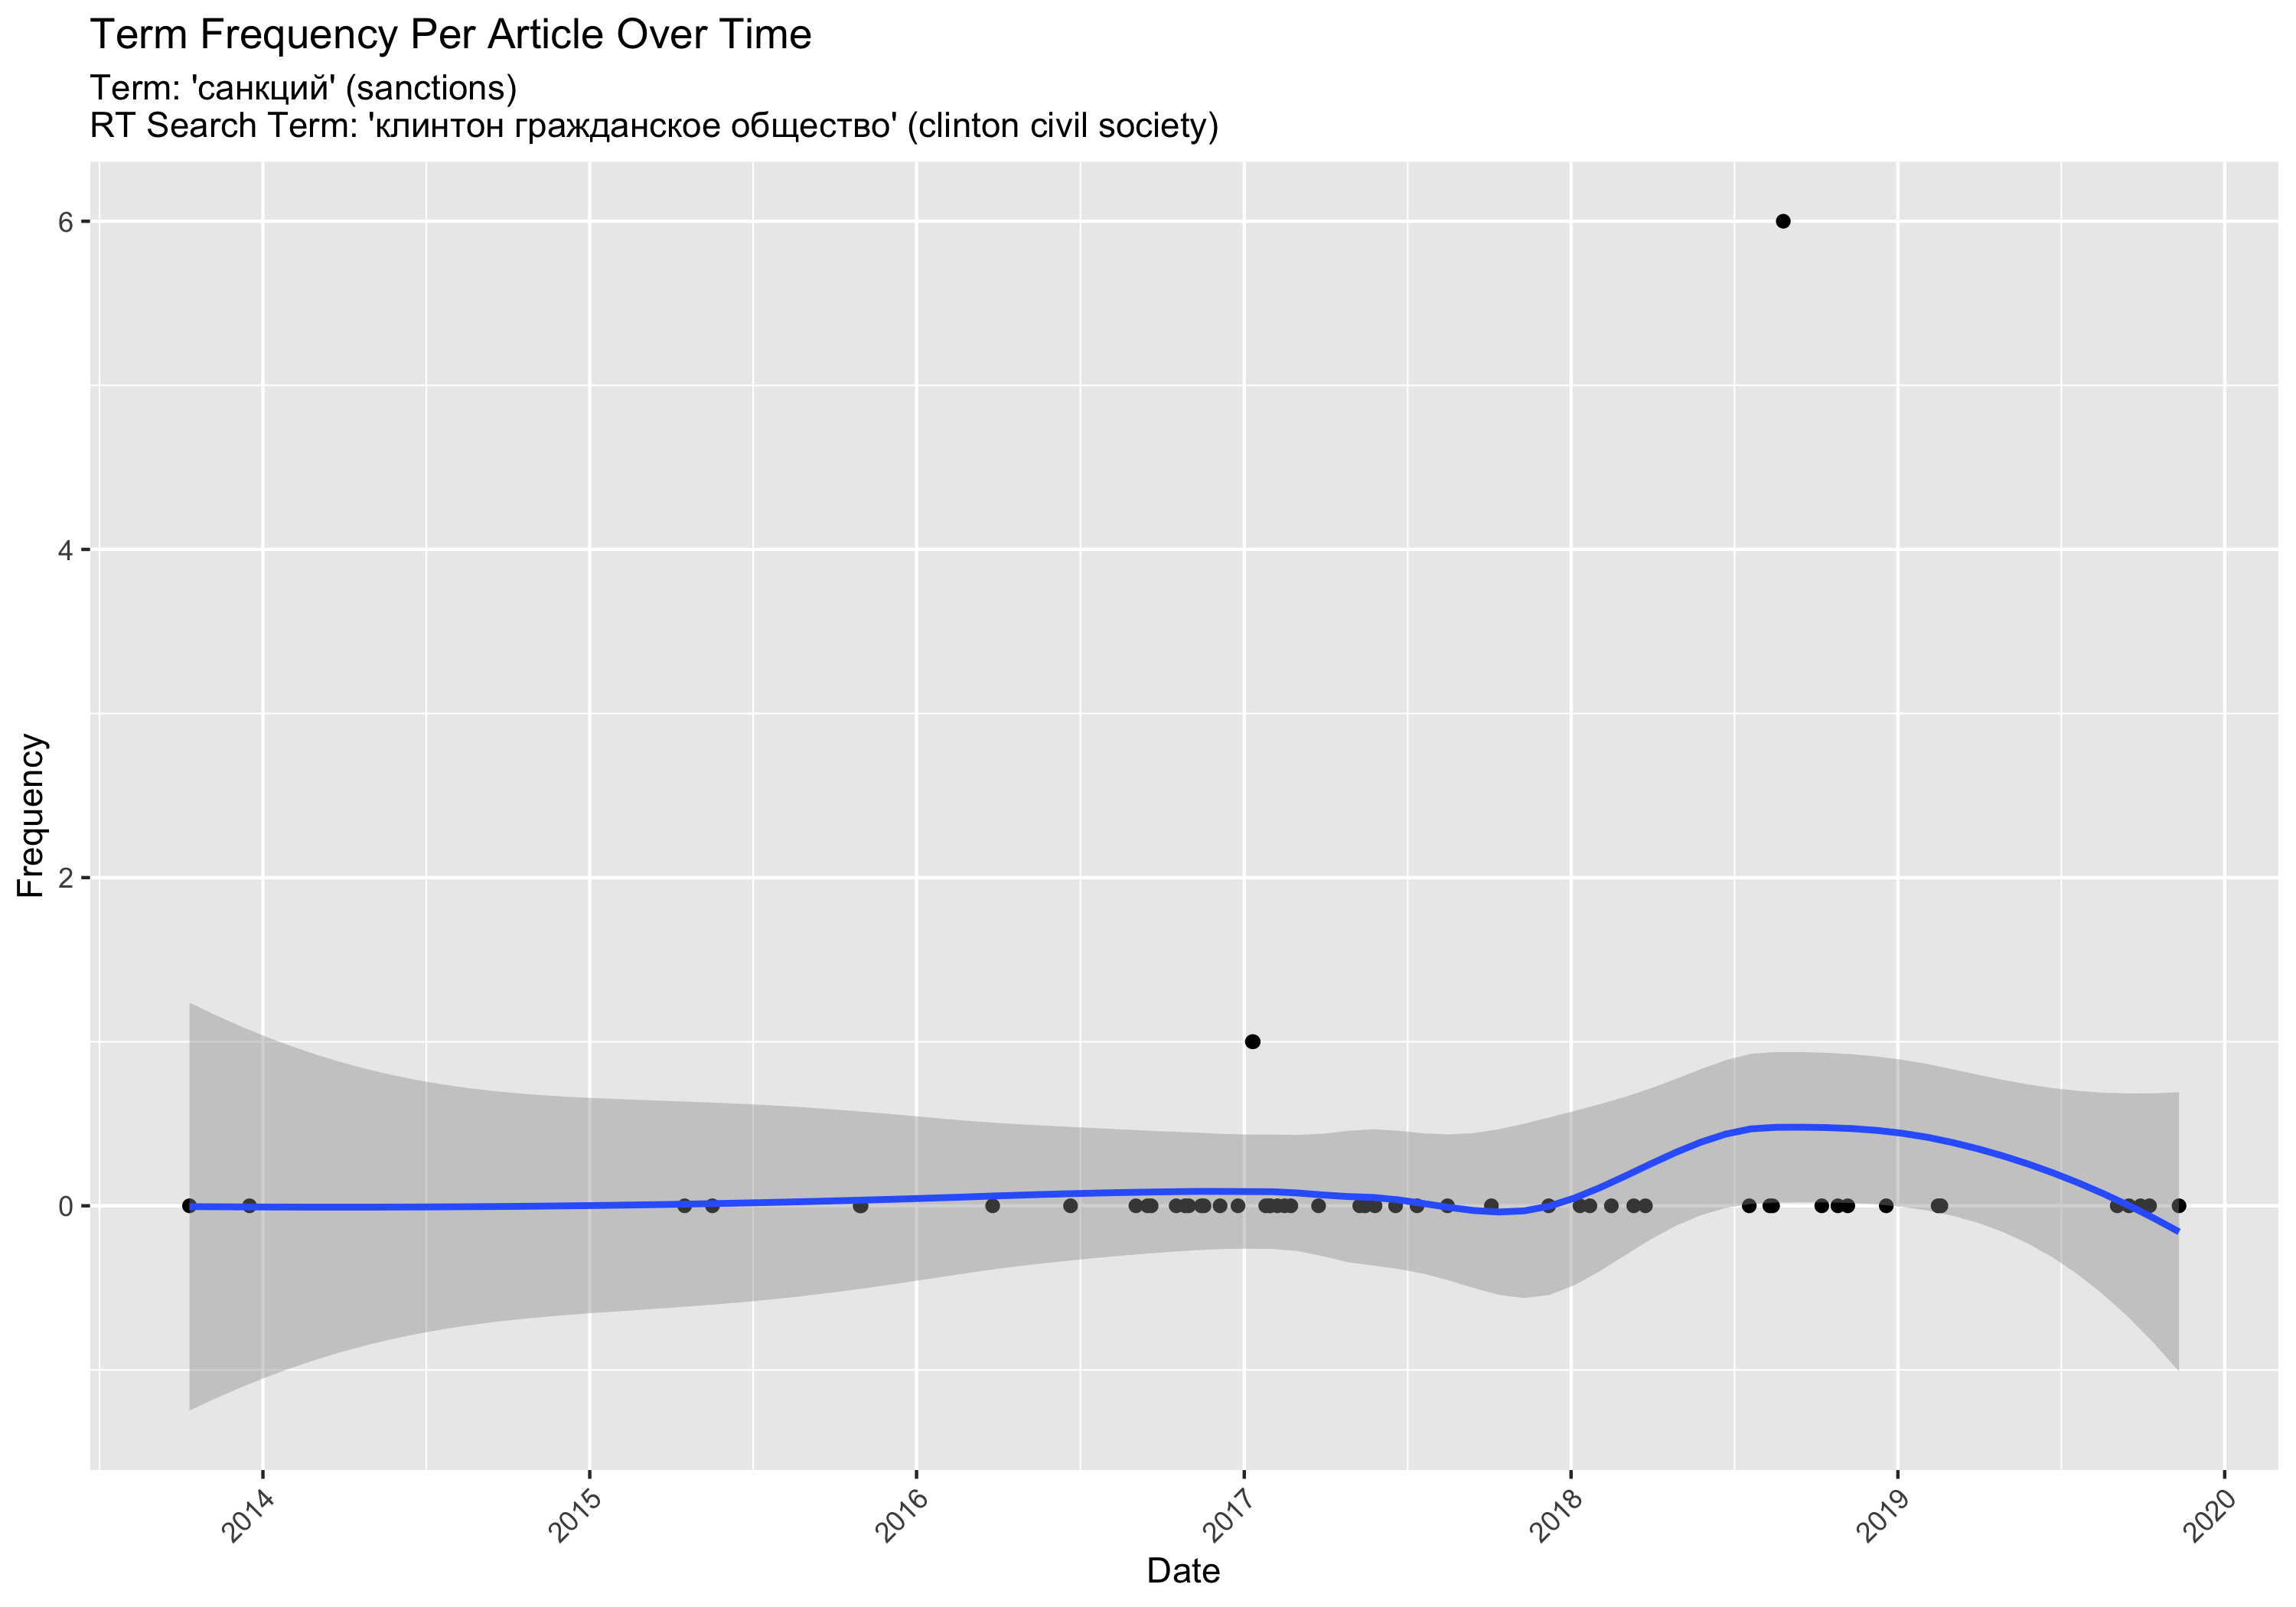 Term Frequency Per Article Over Time
Term: 'санкций' (sanctions)
RT Search Term: 'клинтон гражданское общество' (clinton civil society)
6
4
2
0
Frequency
2014
2015
2016
2017
2018
2019
2020
Date